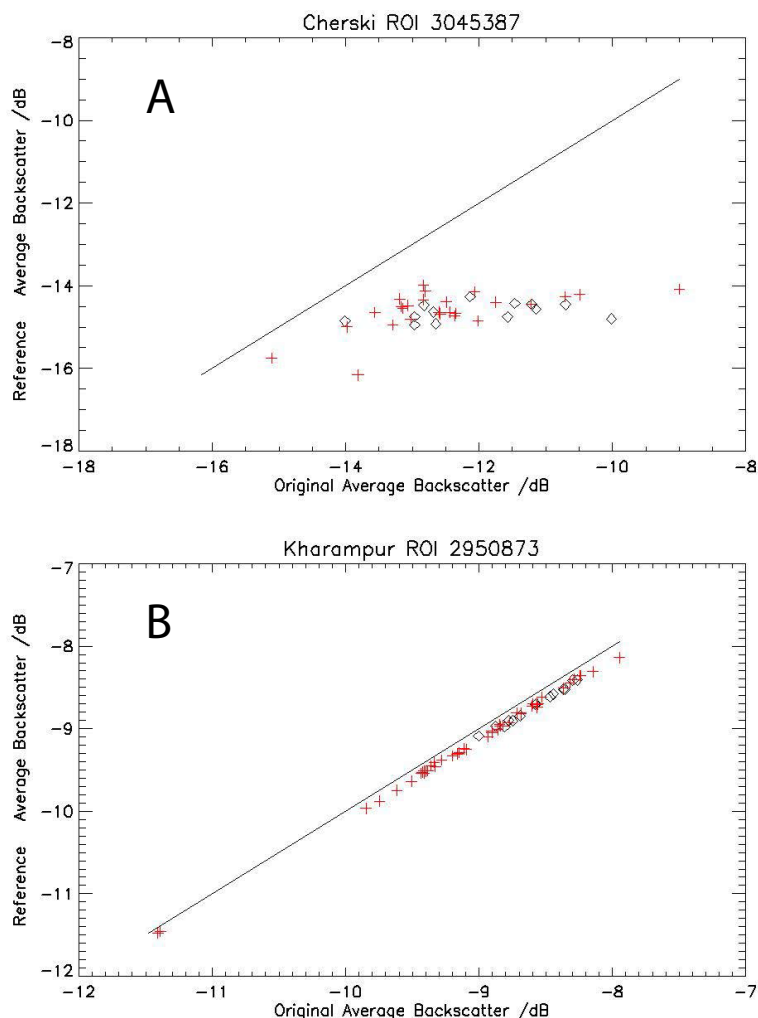 Cherski ROI 3045387
A
Reference Average Backscatter /dB
-8
-10
-12
-14
-16
-18
-18 -16 -14 -12 -10 -8
Original Average Backscatter /dB
Kharampur ROI 2950873
B
Reference Average Backscatter /dB
-7
-8
-9
-10
-11
-12
-12 -11 -10 -9 -8 -7
Original Average Backscatter /dB